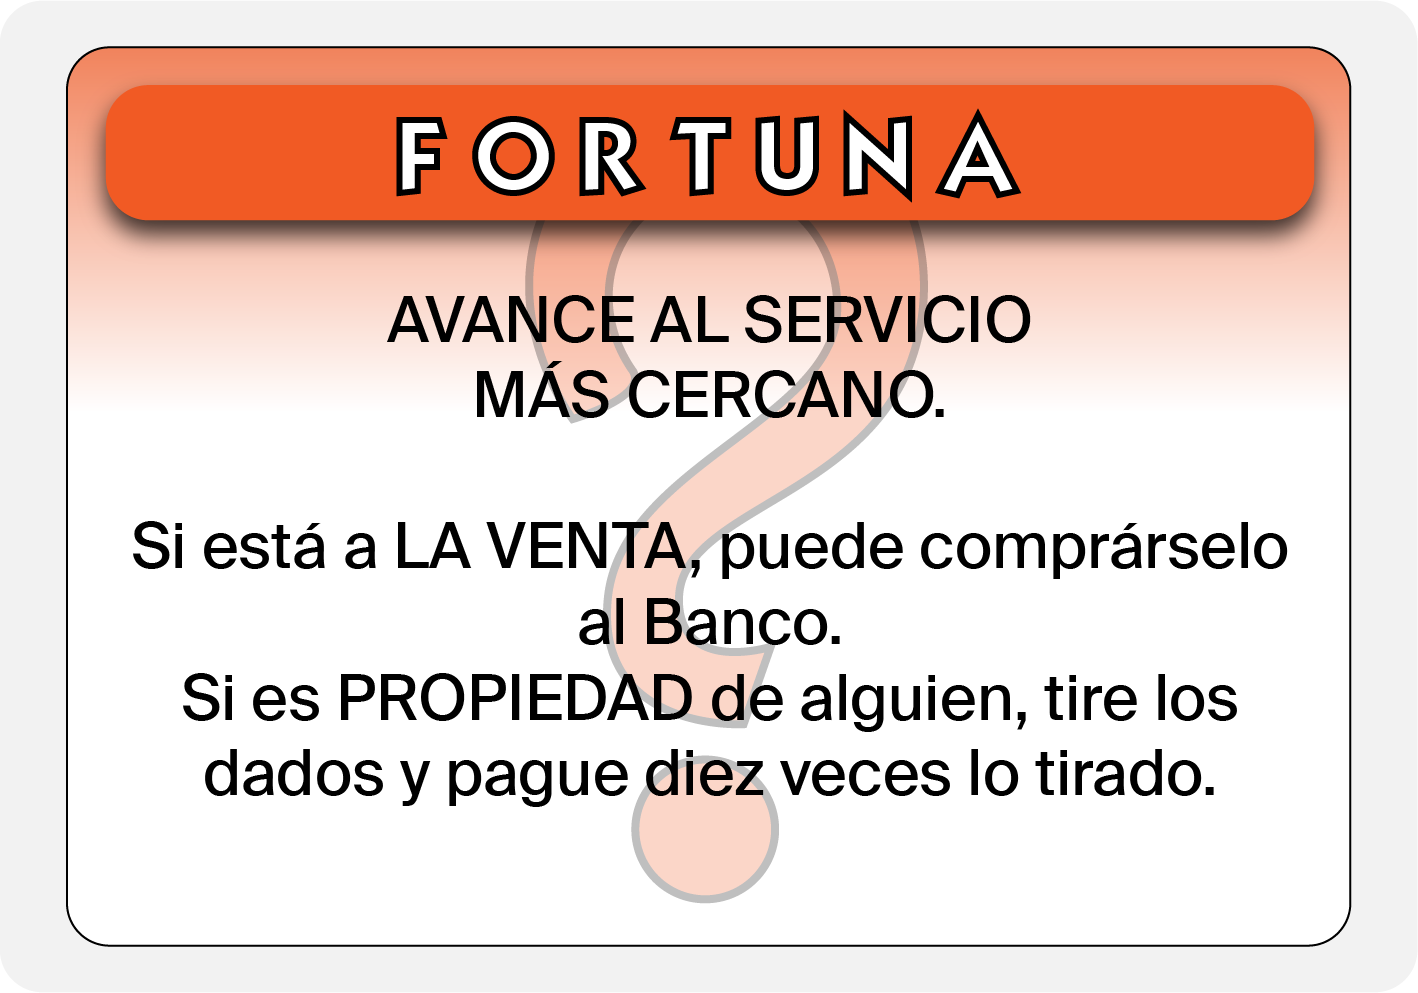 FORTUNA
AVANCE AL SERVICIO
MÁS CERCANO.
Si está a LA VENTA, puede comprárselo
al Banco.
Si es PROPIEDAD de alguien, tire los
dados y pague diez veces lo tirado.